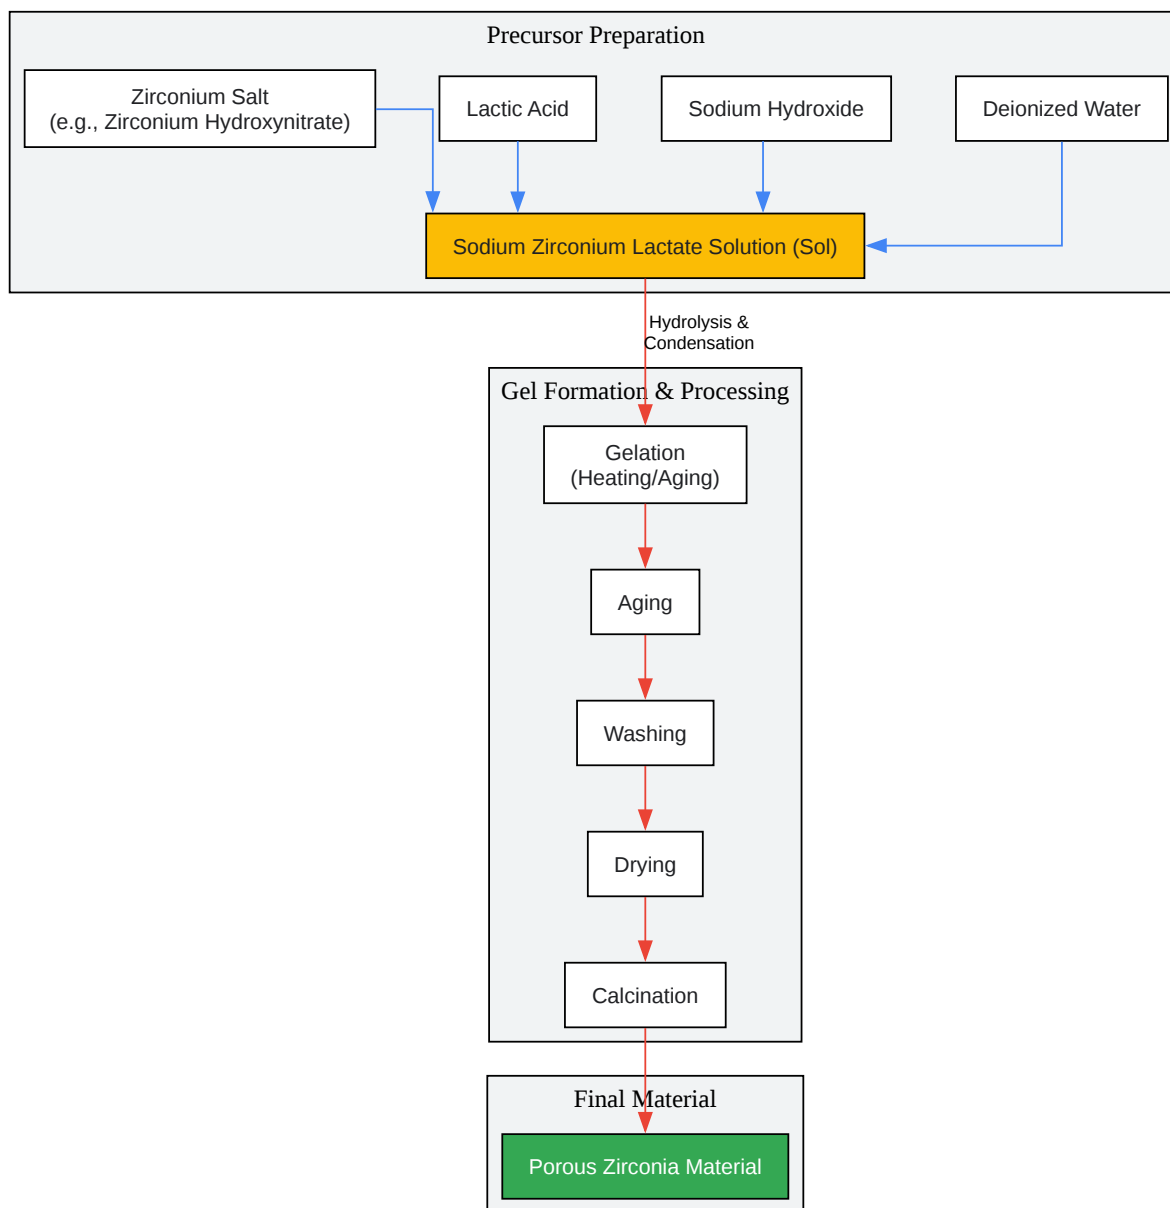 Precursor Preparation
Zirconium Salt
(e.g., Zirconium Hydroxynitrate)
Lactic Acid
Sodium Hydroxide
Deionized Water
Sodium Zirconium Lactate Solution (Sol)
Hydrolysis &
Condensation
Gel Formation & Processing
Gelation
(Heating/Aging)
Aging
Washing
Drying
Calcination
Final Material
Porous Zirconia Material